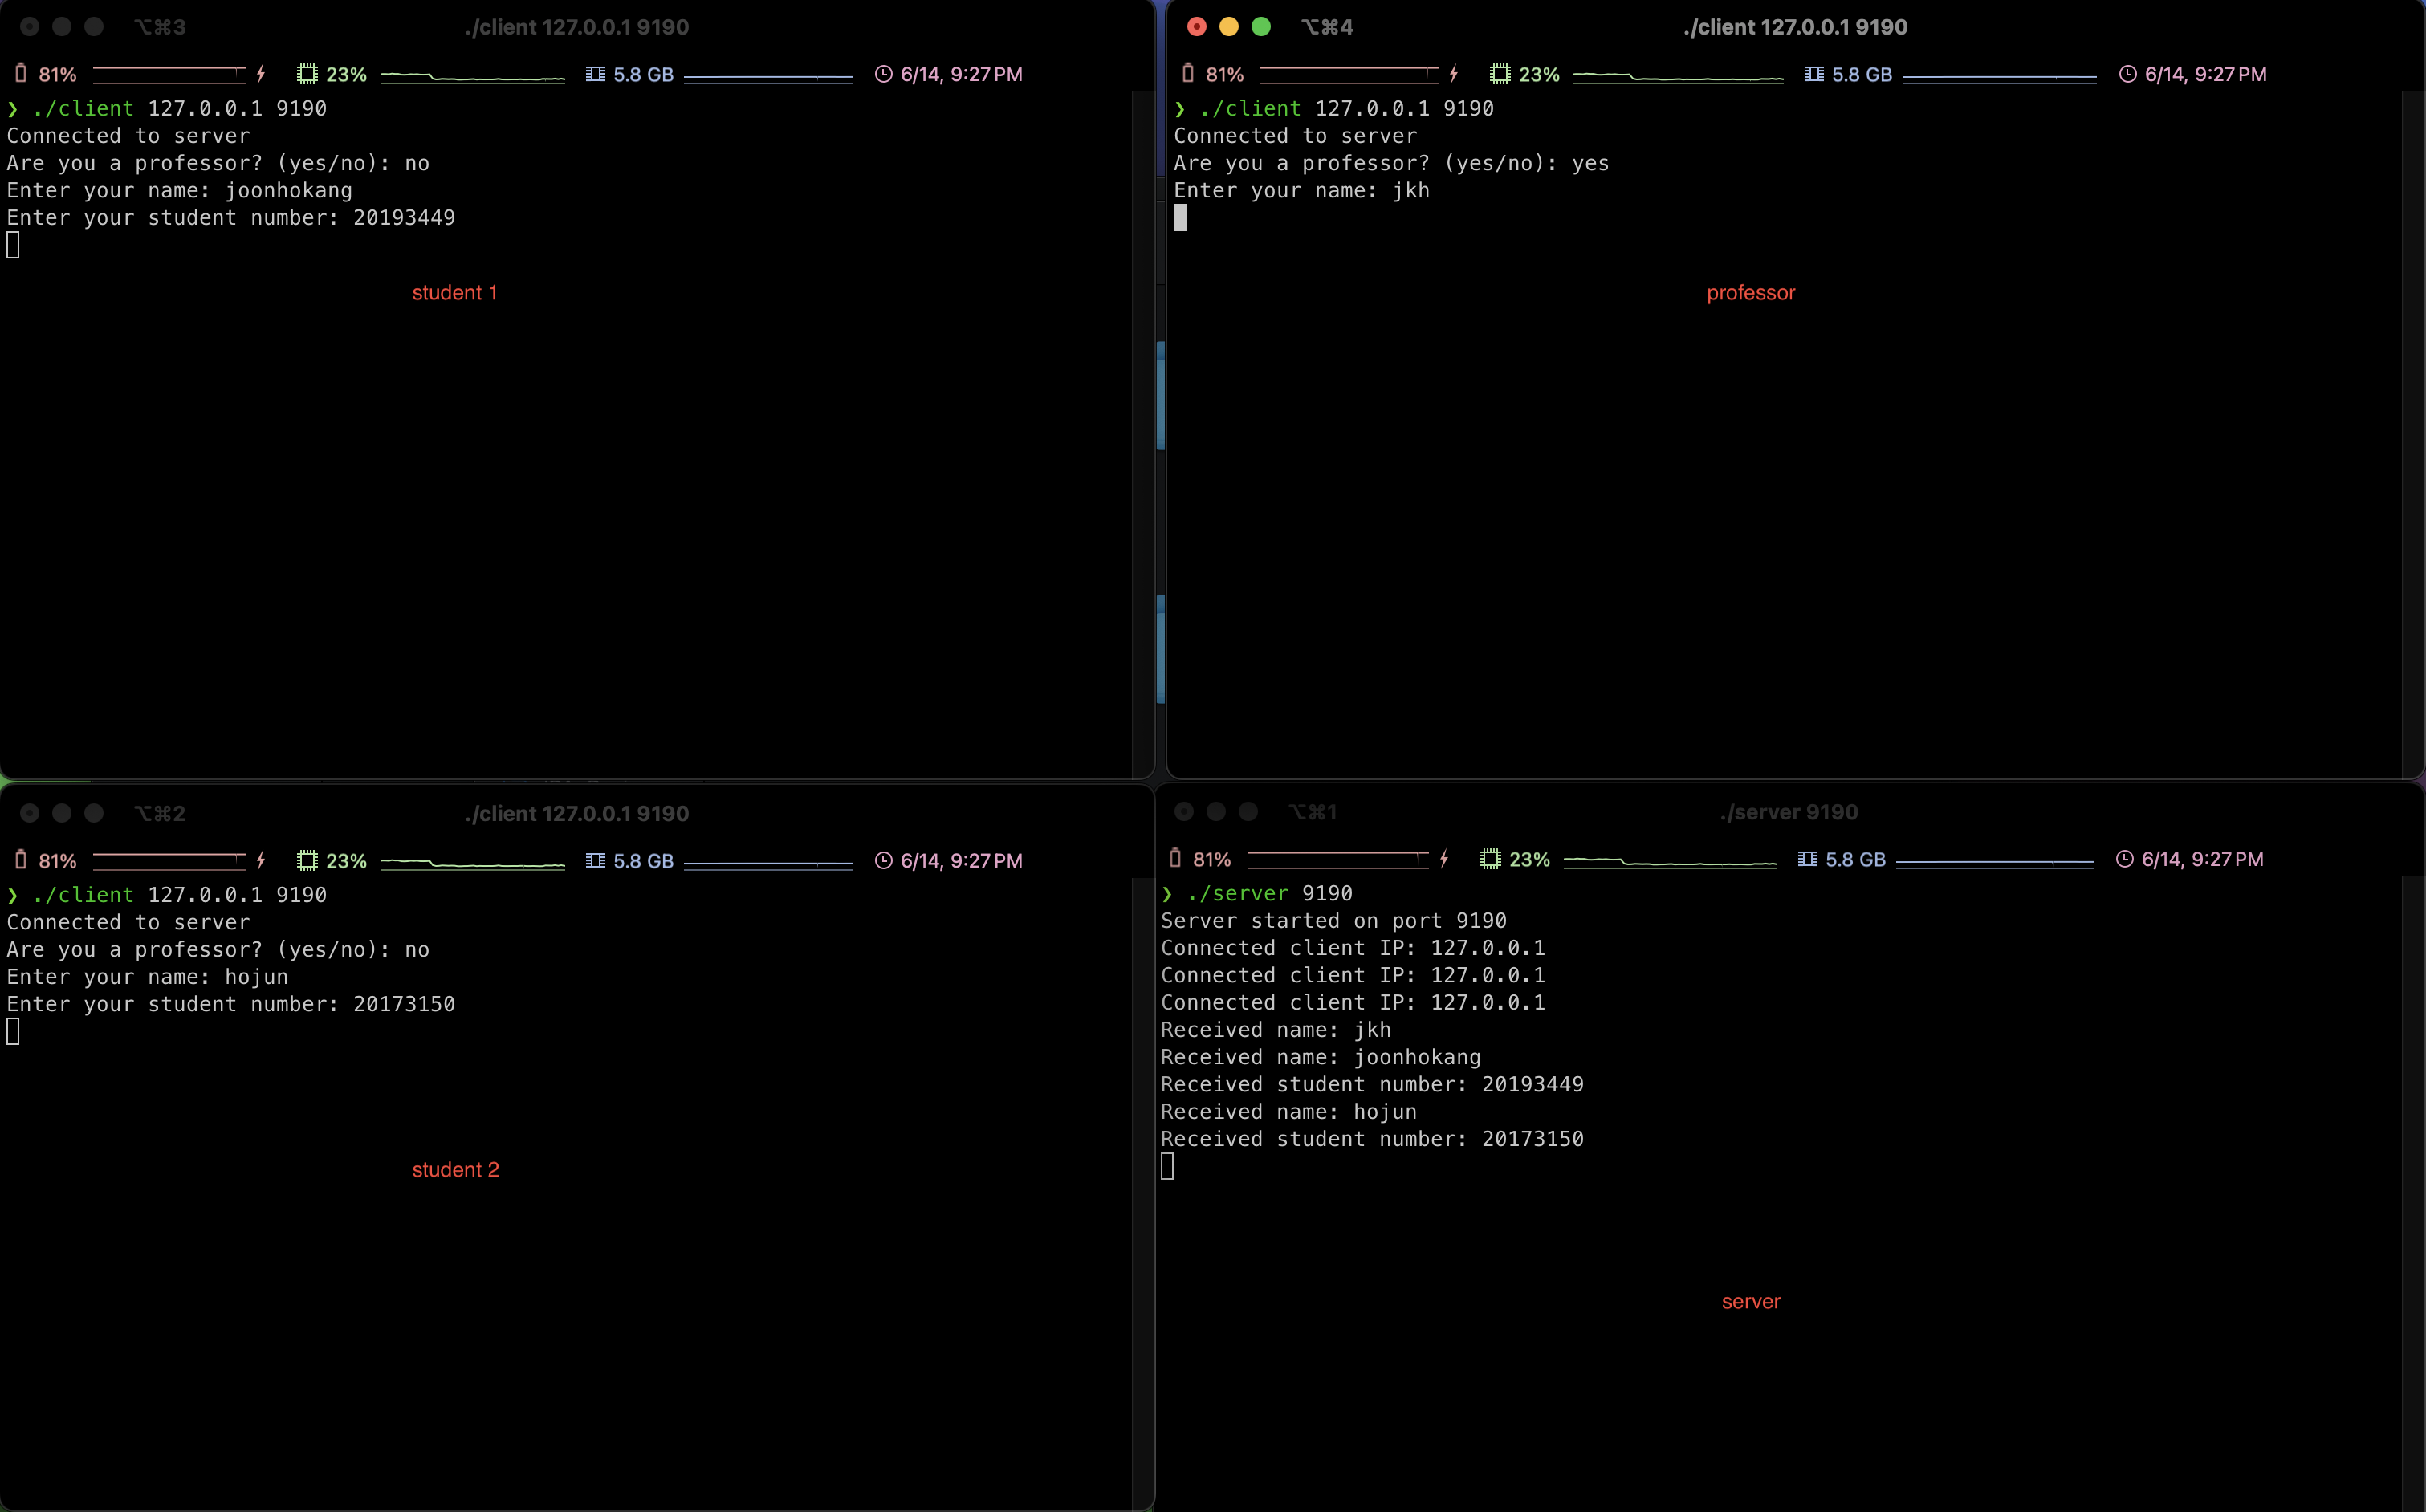 ⌥⌘3 ./client 127.0.0.1 9190
81% 23% 5.8 GB 6/14, 9:27 PM
❯ ./client 127.0.0.1 9190
Connected to server
Are you a professor? (yes/no): no
Enter your name: joonhokang
Enter your student number: 20193449
student 1
⌥⌘4 ./client 127.0.0.1 9190
81% 23% 5.8 GB 6/14, 9:27 PM
❯ ./client 127.0.0.1 9190
Connected to server
Are you a professor? (yes/no): yes
Enter your name: jkh
professor
⌥⌘2 ./client 127.0.0.1 9190
81% 23% 5.8 GB 6/14, 9:27 PM
❯ ./client 127.0.0.1 9190
Connected to server
Are you a professor? (yes/no): no
Enter your name: hojun
Enter your student number: 20173150
student 2
⌥⌘1 ./server 9190
81% 23% 5.8 GB 6/14, 9:27 PM
❯ ./server 9190
Server started on port 9190
Connected client IP: 127.0.0.1
Connected client IP: 127.0.0.1
Connected client IP: 127.0.0.1
Received name: jkh
Received name: joonhokang
Received student number: 20193449
Received name: hojun
Received student number: 20173150
server